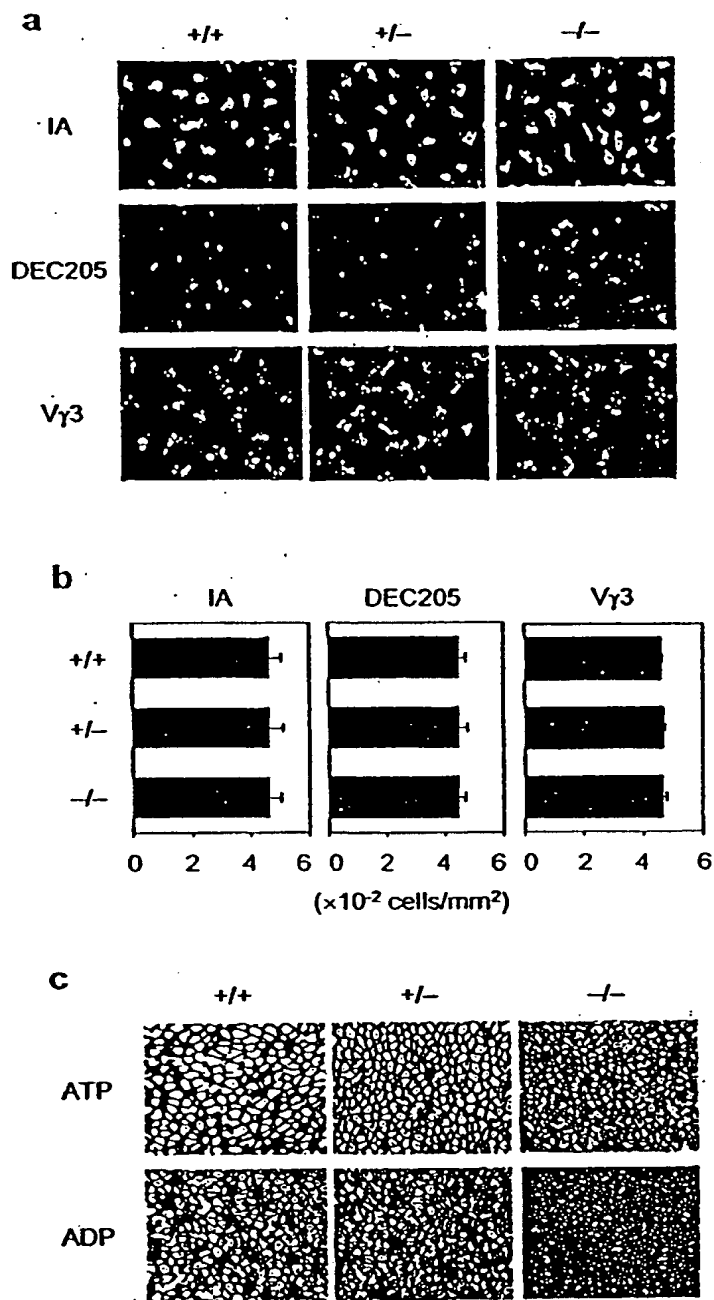 a
+/+ +/– –/–
IA
DEC205
Vγ3
b
IA DEC205 Vγ3
+/+
+/–
–/–
0 2 4 6 0 2 4 6 0 2 4 6
(×10⁻² cells/mm²)
c
+/+ +/– –/–
ATP
ADP